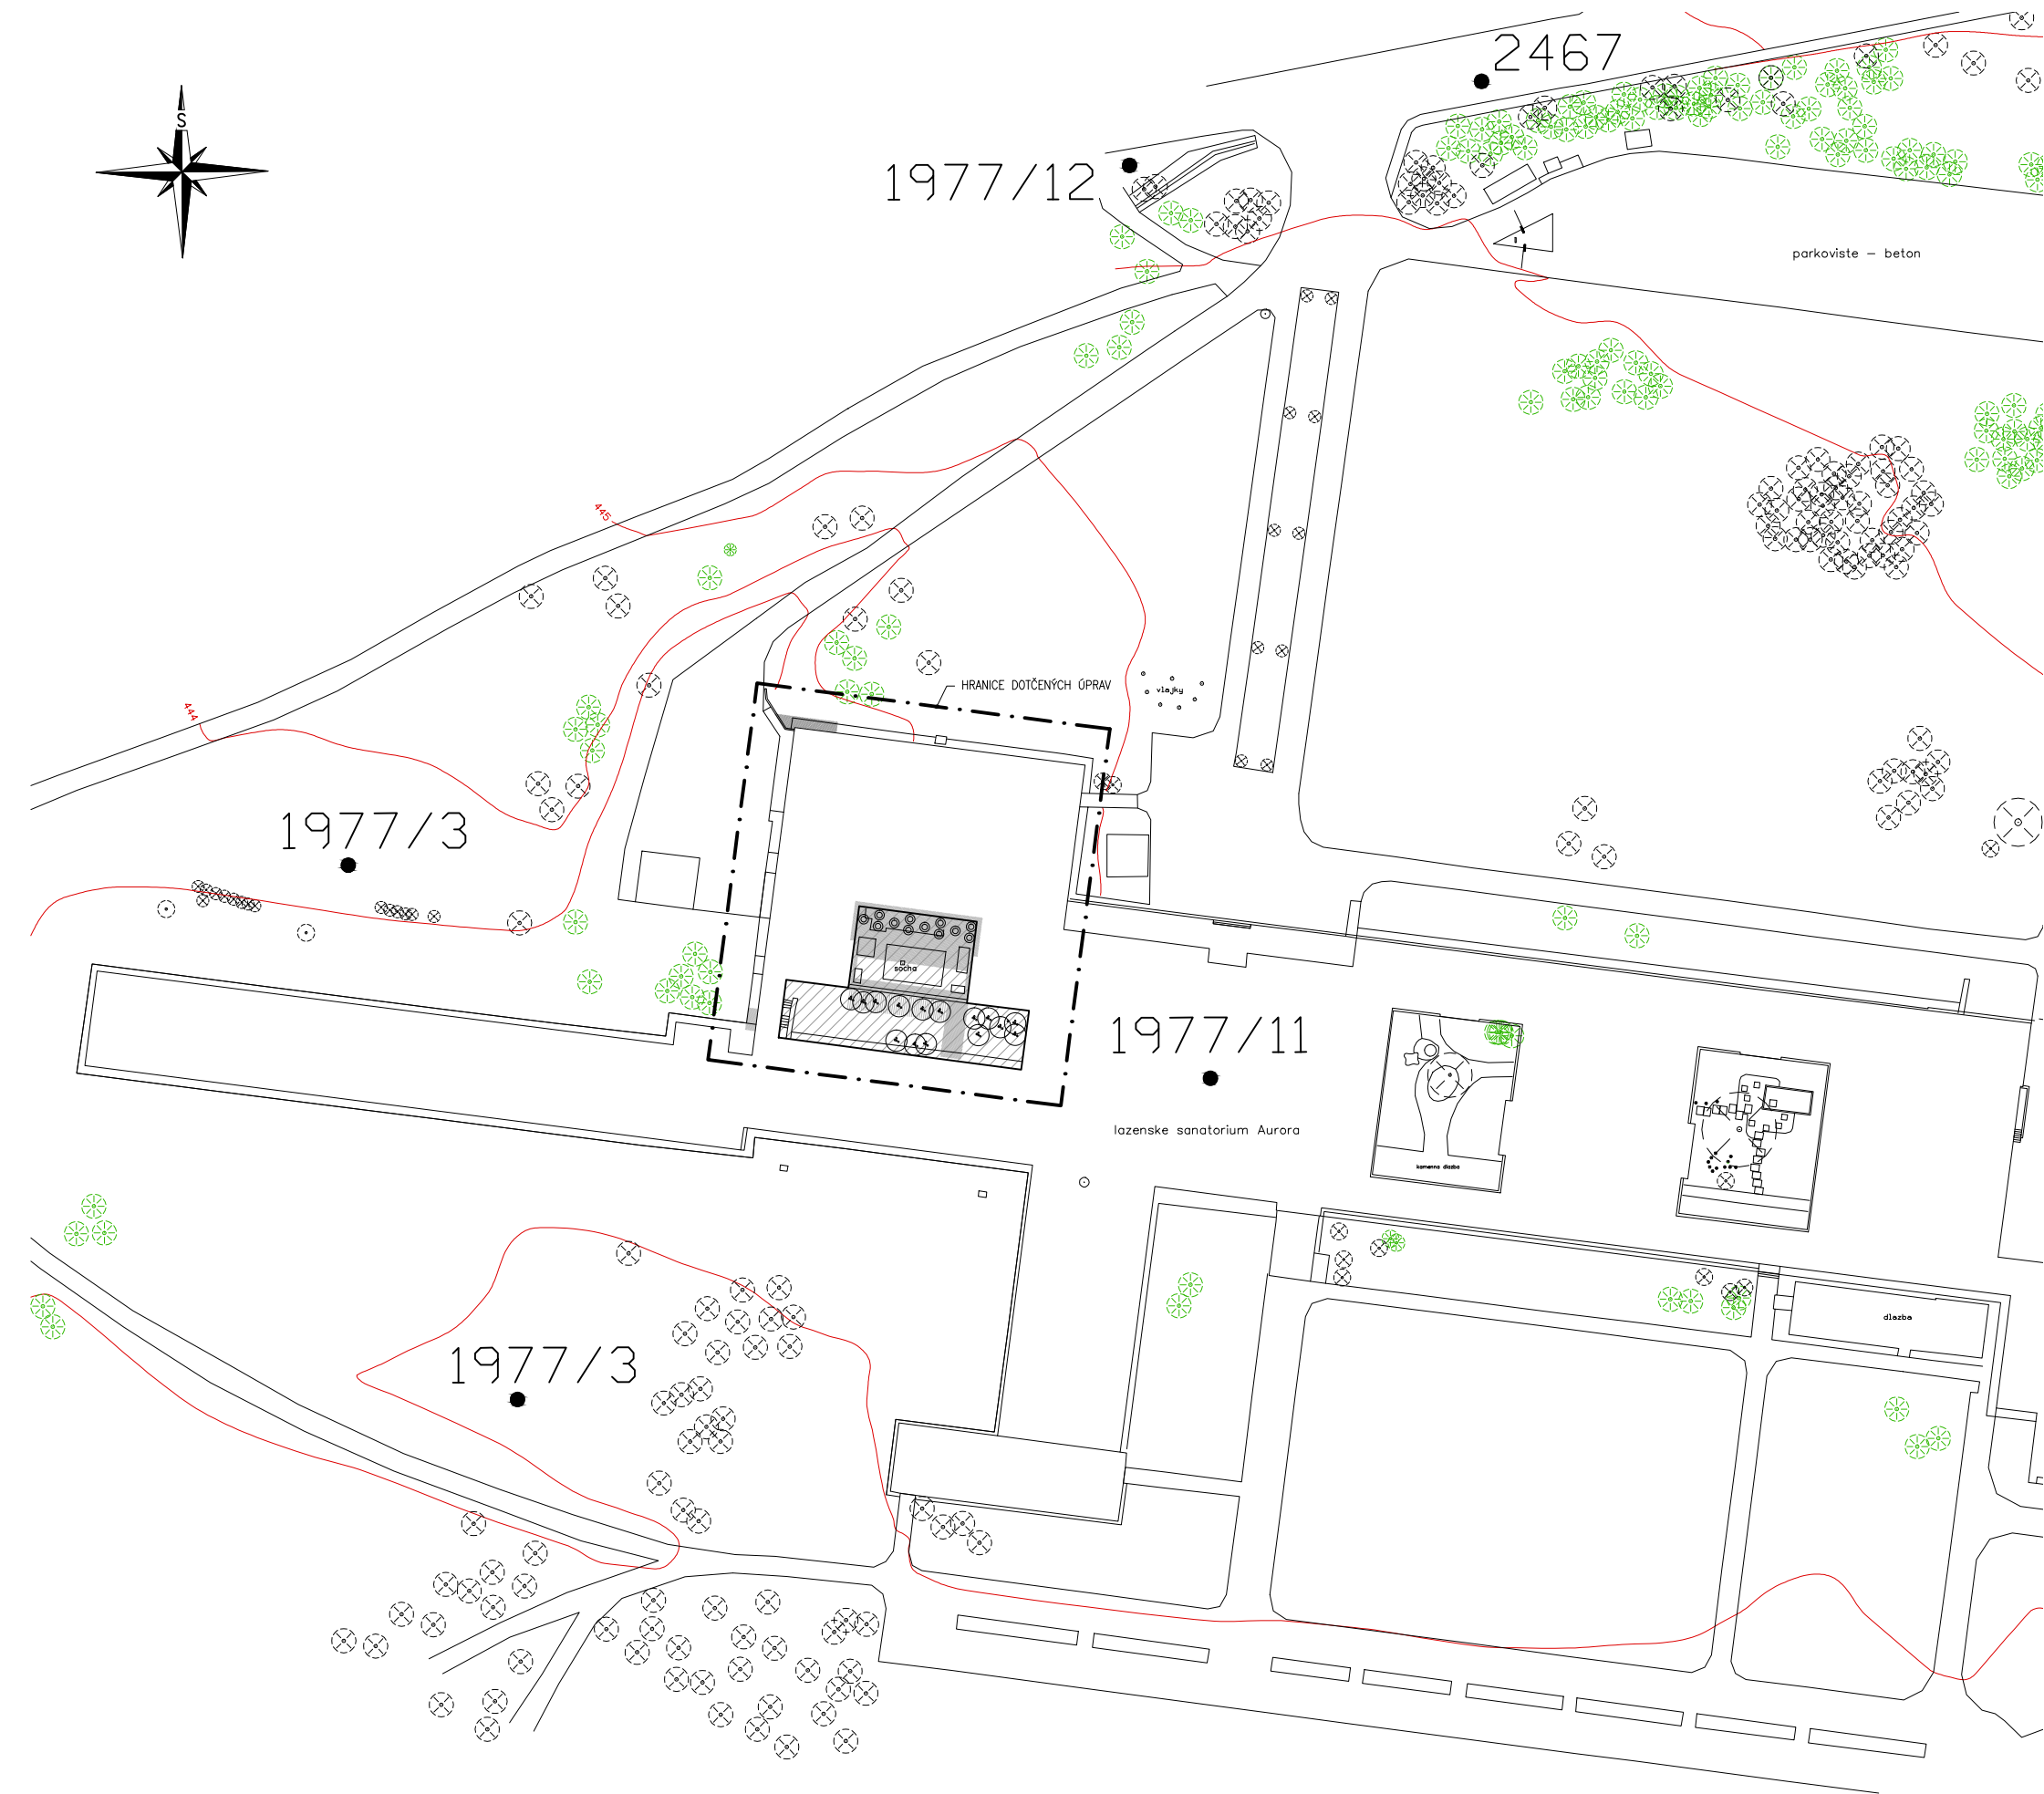 2467
S
1977/12
parkoviste – beton
445
HRANICE DOTČENÝCH ÚPRAV
vlajky
444
1977/3
socha
1977/11
lazenske sanatorium Aurora
kamenna dlazba
dlazba
1977/3